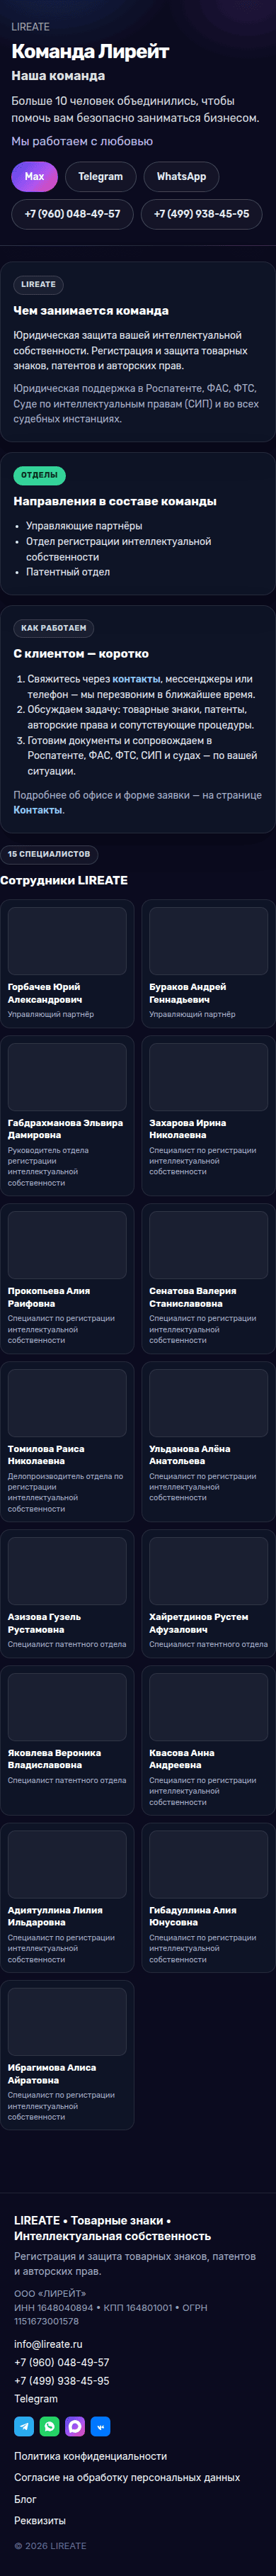 LIREATE
Команда Лирейт
Наша команда
Больше 10 человек объединились, чтобы
помочь вам безопасно заниматься бизнесом.
Мы работаем с любовью
Max
Telegram
WhatsApp
+7 (960) 048-49-57
+7 (499) 938-45-95
LIREATE
Чем занимается команда
Юридическая защита вашей интеллектуальной
собственности. Регистрация и защита товарных
знаков, патентов и авторских прав.
Юридическая поддержка в Роспатенте, ФАС, ФТС,
Суде по интеллектуальным правам (СИП) и во всех
судебных инстанциях.
ОТДЕЛЫ
Направления в составе команды
• Управляющие партнёры
• Отдел регистрации интеллектуальной
собственности
• Патентный отдел
КАК РАБОТАЕМ
С клиентом — коротко
1. Свяжитесь через контакты, мессенджеры или
телефон — мы перезвоним в ближайшее время.
2. Обсуждаем задачу: товарные знаки, патенты,
авторские права и сопутствующие процедуры.
3. Готовим документы и сопровождаем в
Роспатенте, ФАС, ФТС, СИП и судах — по вашей
ситуации.
Подробнее об офисе и форме заявки — на странице
Контакты.
15 СПЕЦИАЛИСТОВ
Сотрудники LIREATE
Горбачев Юрий
Александрович
Управляющий партнёр
Бураков Андрей
Геннадьевич
Управляющий партнёр
Габдрахманова Эльвира
Дамировна
Руководитель отдела
регистрации
интеллектуальной
собственности
Захарова Ирина
Николаевна
Специалист по регистрации
интеллектуальной
собственности
Прокопьева Алия
Раифовна
Специалист по регистрации
интеллектуальной
собственности
Сенатова Валерия
Станиславовна
Специалист по регистрации
интеллектуальной
собственности
Томилова Раиса
Николаевна
Делопроизводитель отдела по
регистрации
интеллектуальной
собственности
Ульданова Алёна
Анатольевна
Специалист по регистрации
интеллектуальной
собственности
Азизова Гузель
Рустамовна
Специалист патентного отдела
Хайретдинов Рустем
Афузалович
Специалист патентного отдела
Яковлева Вероника
Владиславовна
Специалист патентного отдела
Квасова Анна
Андреевна
Специалист по регистрации
интеллектуальной
собственности
Адиятуллина Лилия
Ильдаровна
Специалист по регистрации
интеллектуальной
собственности
Гибадуллина Алия
Юнусовна
Специалист по регистрации
интеллектуальной
собственности
Ибрагимова Алиса
Айратовна
Специалист по регистрации
интеллектуальной
собственности
LIREATE • Товарные знаки •
Интеллектуальная собственность
Регистрация и защита товарных знаков, патентов
и авторских прав.
ООО «ЛИРЕЙТ»
ИНН 1648040894 • КПП 164801001 • ОГРН
1151673001578
info@lireate.ru
+7 (960) 048-49-57
+7 (499) 938-45-95
Telegram
Политика конфиденциальности
Согласие на обработку персональных данных
Блог
Реквизиты
© 2026 LIREATE